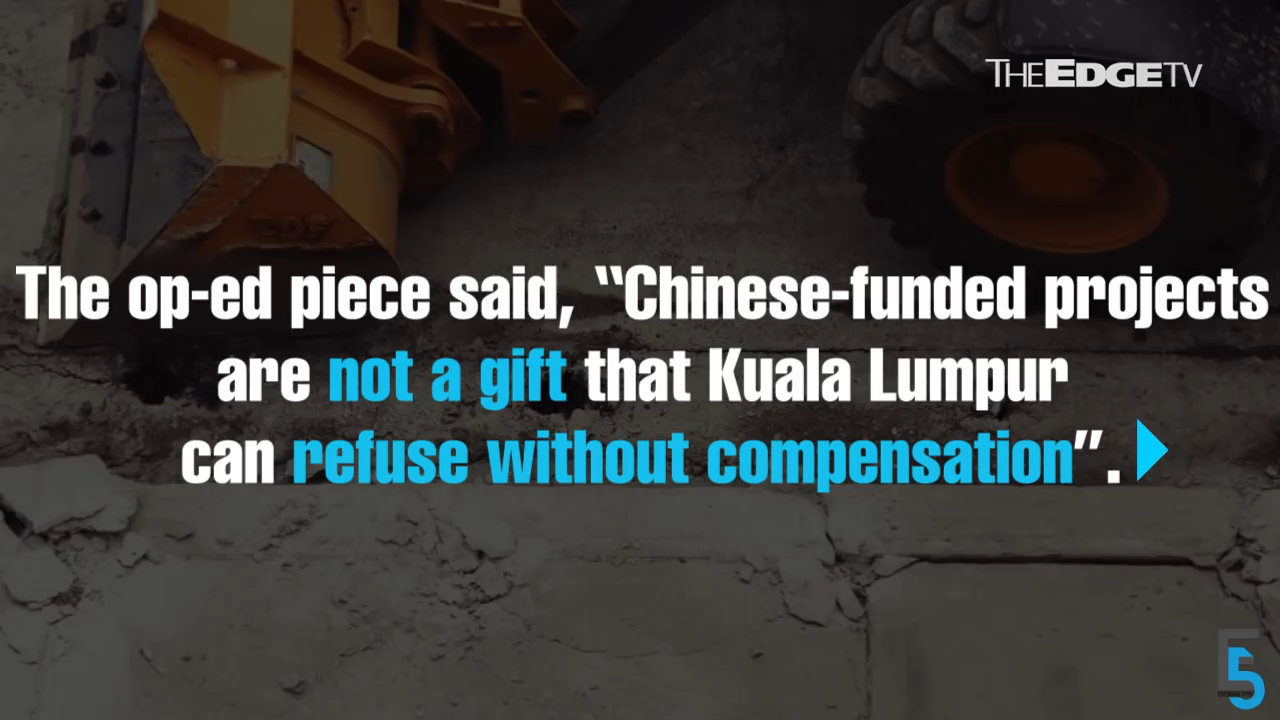 THEEDGETV
The op-ed piece said, “Chinese-funded projects
are not a gift that Kuala Lumpur
can refuse without compensation”.
5